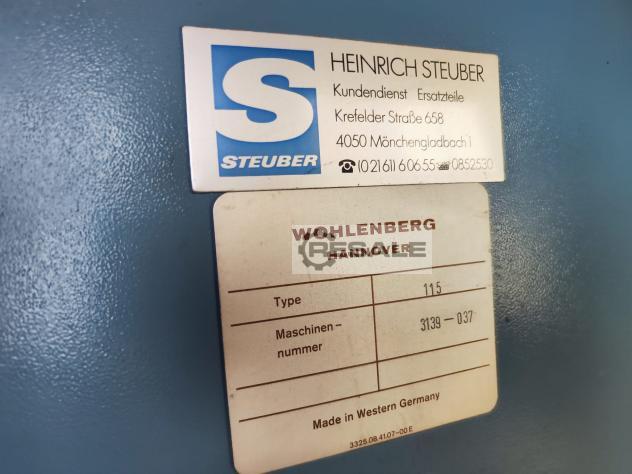 S
STEUBER
HEINRICH STEUBER
Kundendienst Ersatzteile
Krefelder Straße 658
4050 Mönchengladbach 1
☎ (02161) 60655 0852530
WOHLENBERG
RESALE
HANNOVER
Type 115
Maschinen-
nummer 3139-037
Made in Western Germany
3325.08.41.07-00E